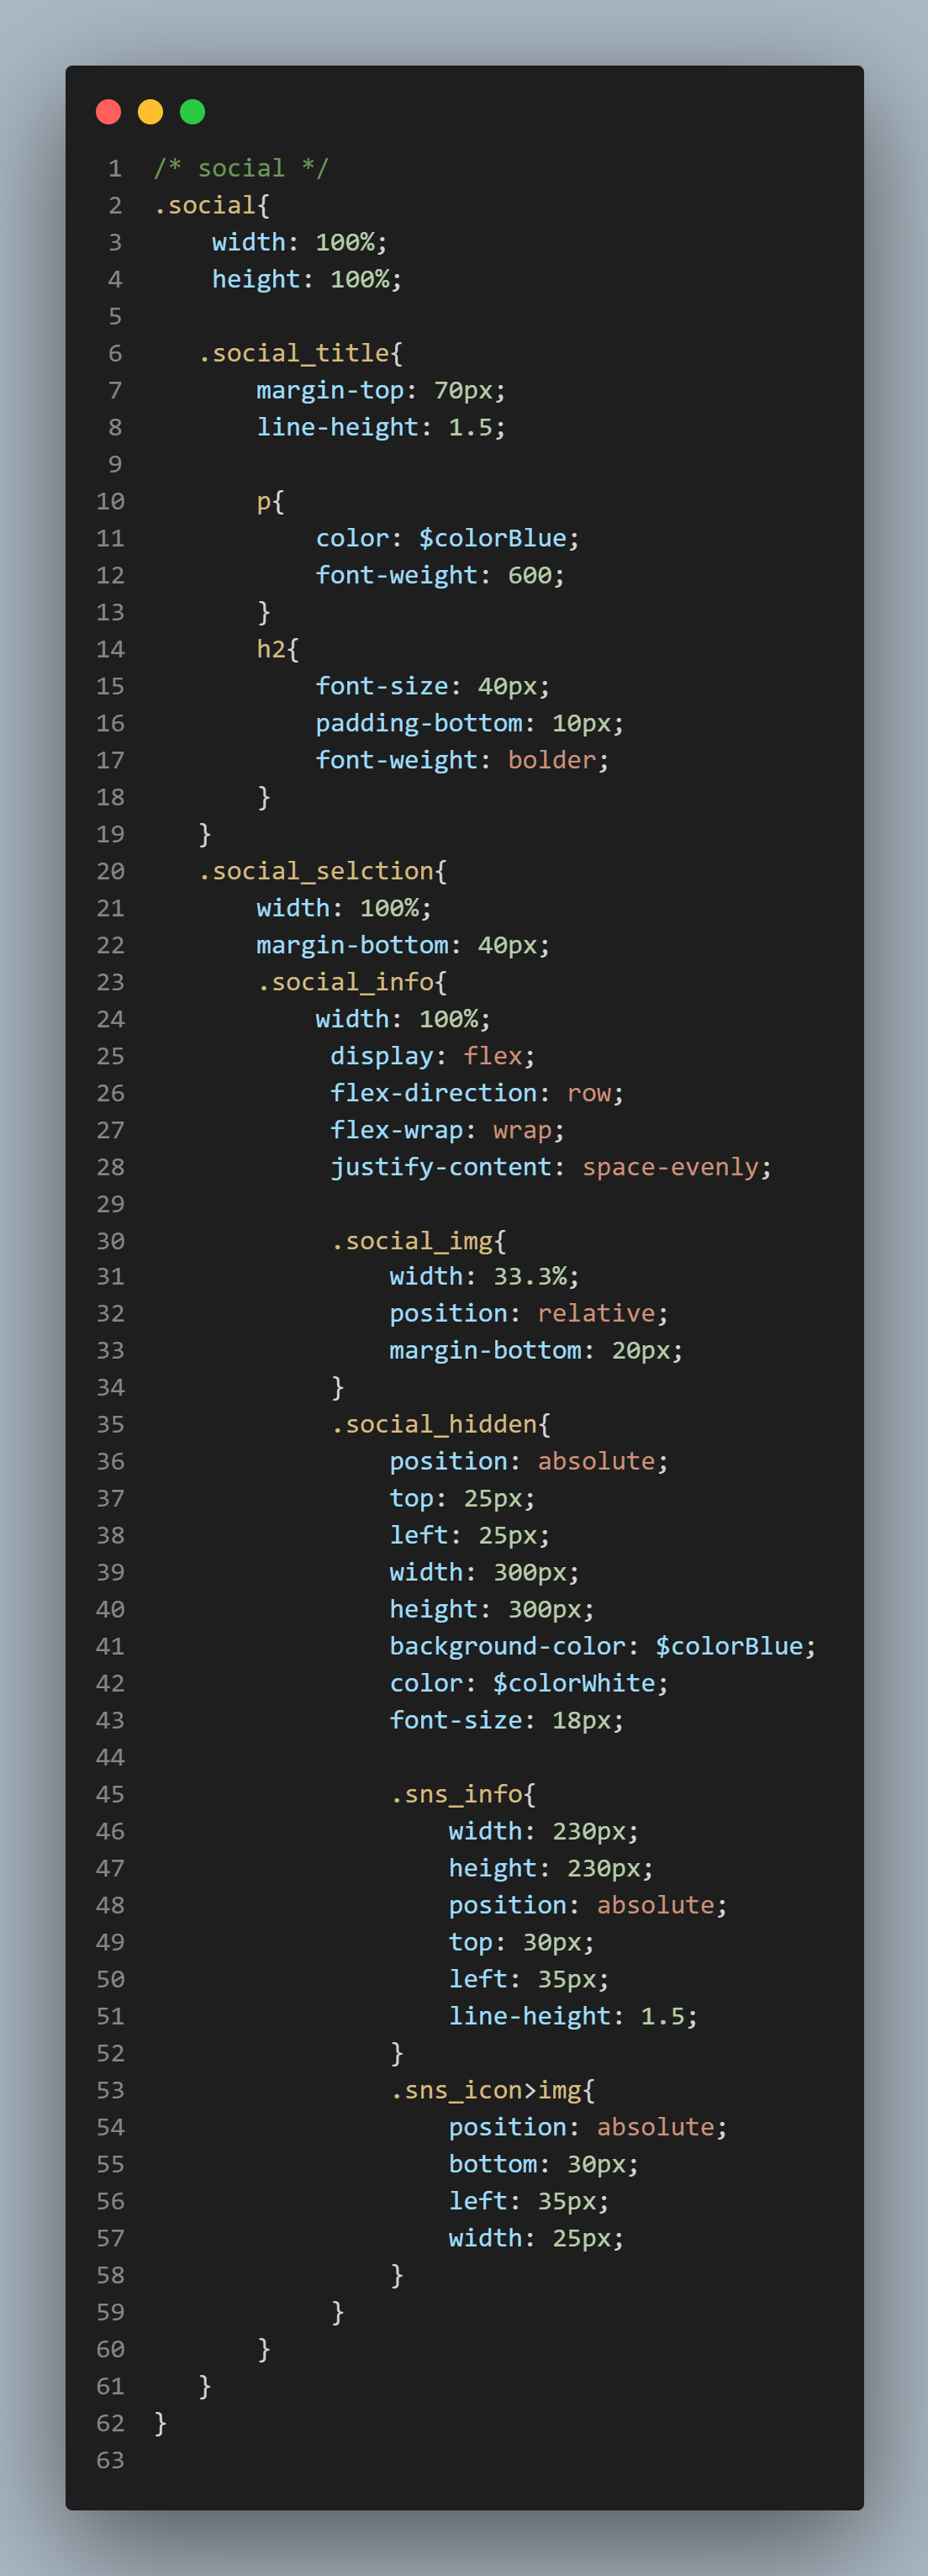 1 /* social */
2 .social{
3     width: 100%;
4     height: 100%;
5
6    .social_title{
7        margin-top: 70px;
8        line-height: 1.5;
9
10        p{
11            color: $colorBlue;
12            font-weight: 600;
13        }
14        h2{
15            font-size: 40px;
16            padding-bottom: 10px;
17            font-weight: bolder;
18        }
19    }
20    .social_selction{
21        width: 100%;
22        margin-bottom: 40px;
23        .social_info{
24            width: 100%;
25             display: flex;
26             flex-direction: row;
27             flex-wrap: wrap;
28             justify-content: space-evenly;
29
30             .social_img{
31                 width: 33.3%;
32                 position: relative;
33                 margin-bottom: 20px;
34             }
35             .social_hidden{
36                 position: absolute;
37                 top: 25px;
38                 left: 25px;
39                 width: 300px;
40                 height: 300px;
41                 background-color: $colorBlue;
42                 color: $colorWhite;
43                 font-size: 18px;
44
45                 .sns_info{
46                     width: 230px;
47                     height: 230px;
48                     position: absolute;
49                     top: 30px;
50                     left: 35px;
51                     line-height: 1.5;
52                 }
53                 .sns_icon>img{
54                     position: absolute;
55                     bottom: 30px;
56                     left: 35px;
57                     width: 25px;
58                 }
59             }
60        }
61    }
62 }
63